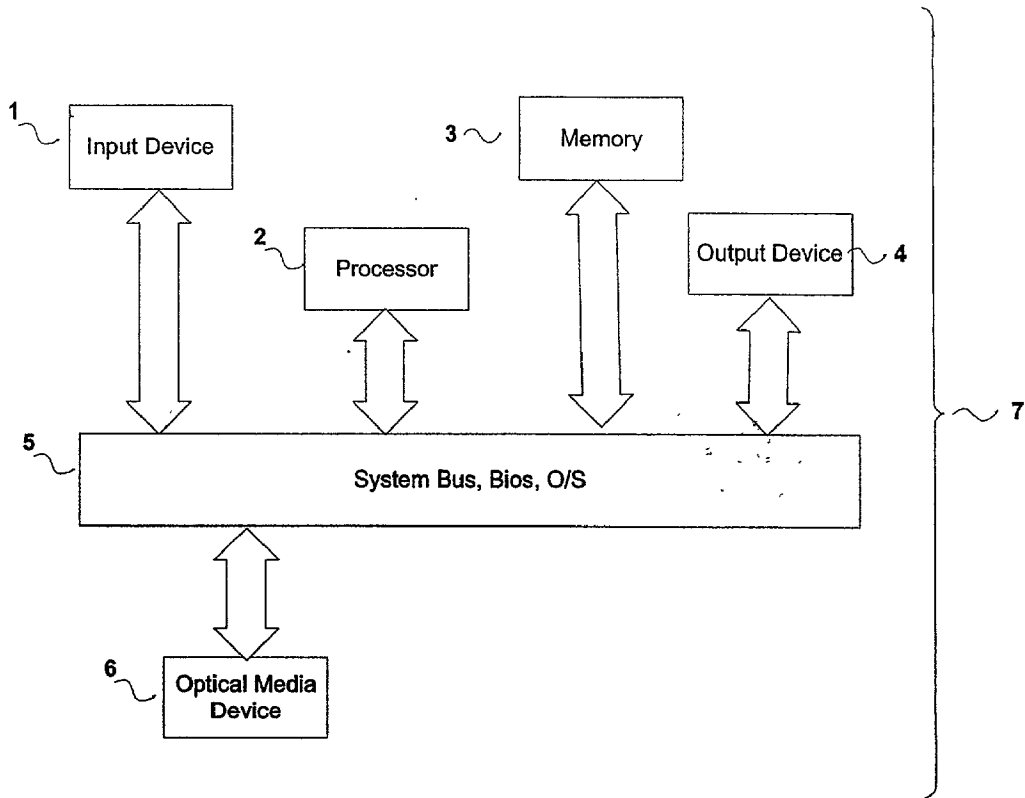 1
Input Device
3
Memory
2
Processor
Output Device
4
7
5
System Bus, Bios, O/S
6
Optical Media
Device